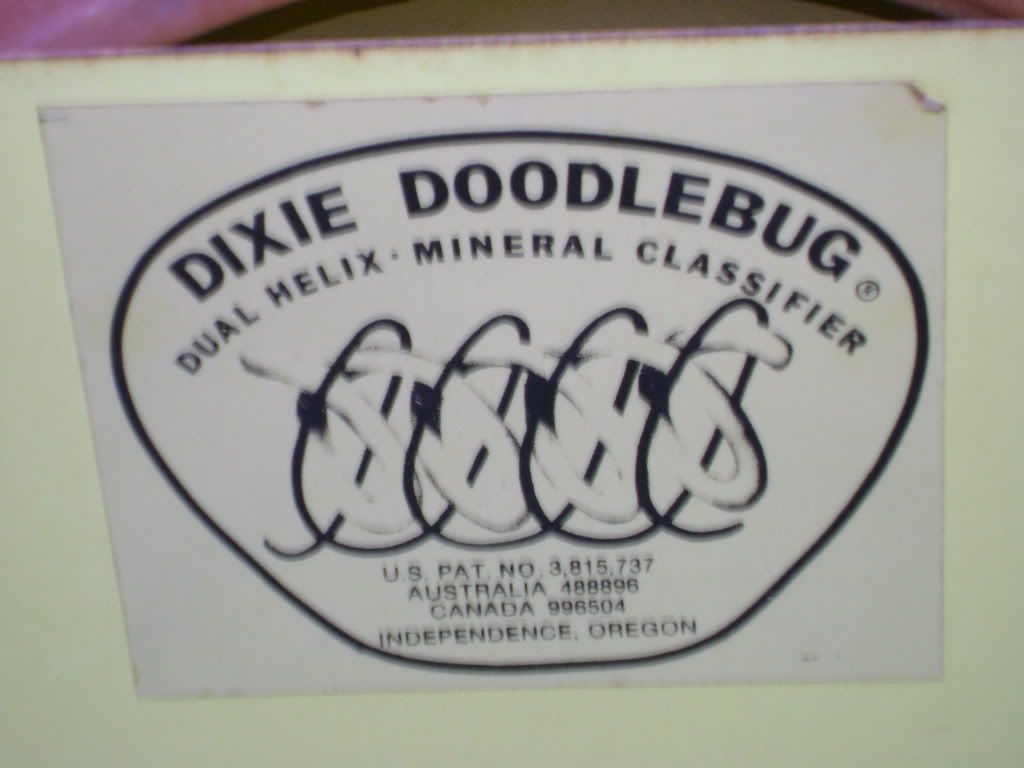 DIXIE DOODLEBUG®
DUAL HELIX · MINERAL CLASSIFIER
U.S. PAT. NO. 3,815,737
AUSTRALIA 488896
CANADA 996504
INDEPENDENCE, OREGON